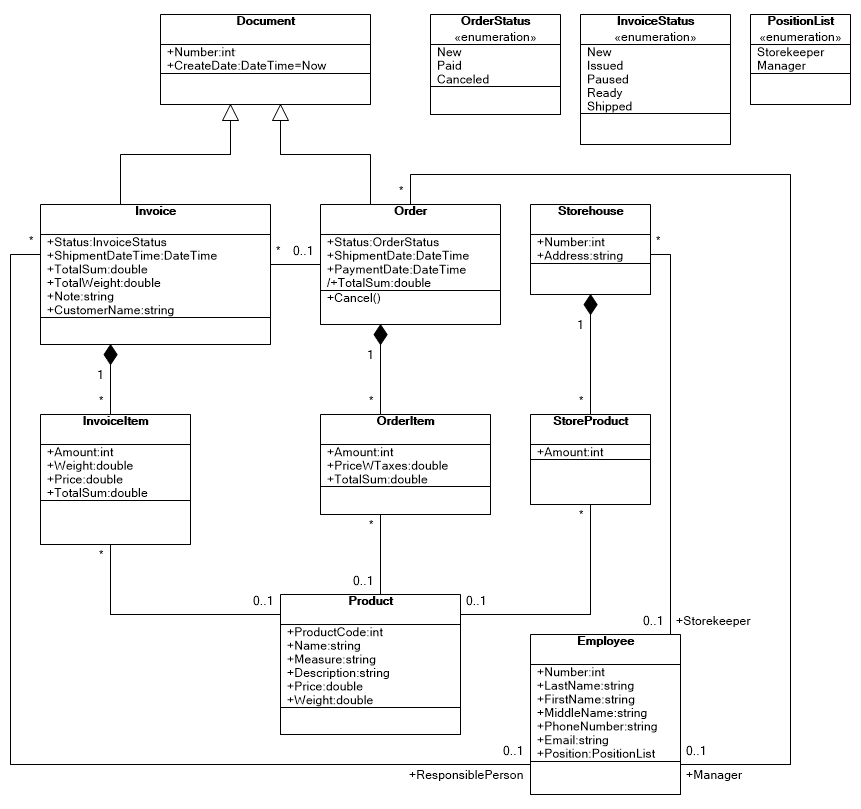 Document
+Number:int
+CreateDate:DateTime=Now
OrderStatus
«enumeration»
New
Paid
Canceled
InvoiceStatus
«enumeration»
New
Issued
Paused
Ready
Shipped
PositionList
«enumeration»
Storekeeper
Manager
Invoice
+Status:InvoiceStatus
+ShipmentDateTime:DateTime
+TotalSum:double
+TotalWeight:double
+Note:string
+CustomerName:string
*
*
0..1
*
Order
+Status:OrderStatus
+ShipmentDate:DateTime
+PaymentDate:DateTime
/+TotalSum:double
+Cancel()
Storehouse
+Number:int
+Address:string
*
1
*
1
*
1
*
InvoiceItem
+Amount:int
+Weight:double
+Price:double
+TotalSum:double
*
OrderItem
+Amount:int
+PriceWTaxes:double
+TotalSum:double
*
StoreProduct
+Amount:int
*
0..1
0..1
0..1
Product
+ProductCode:int
+Name:string
+Measure:string
+Description:string
+Price:double
+Weight:double
0..1
+Storekeeper
Employee
+Number:int
+LastName:string
+FirstName:string
+MiddleName:string
+PhoneNumber:string
+Email:string
+Position:PositionList
0..1
+ResponsiblePerson
0..1
+Manager